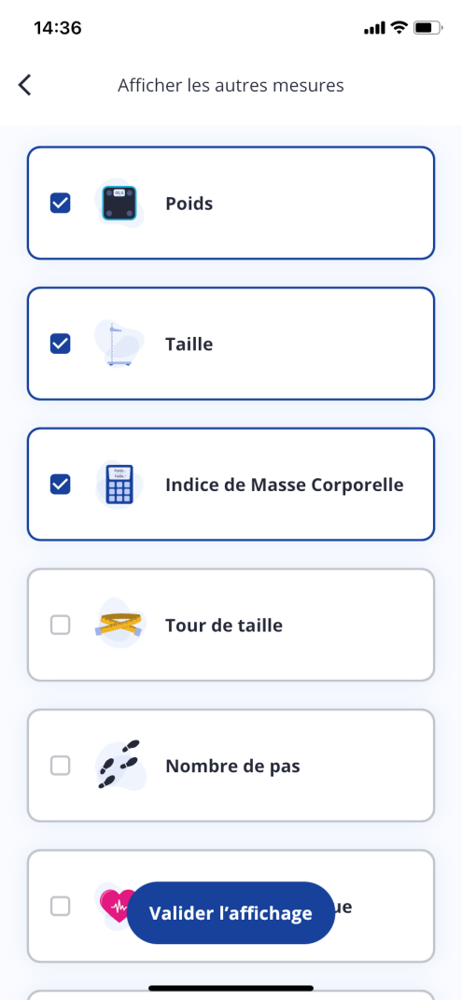 14:36
Afficher les autres mesures
Poids
Taille
Indice de Masse Corporelle
Tour de taille
Nombre de pas
Valider l’affichage